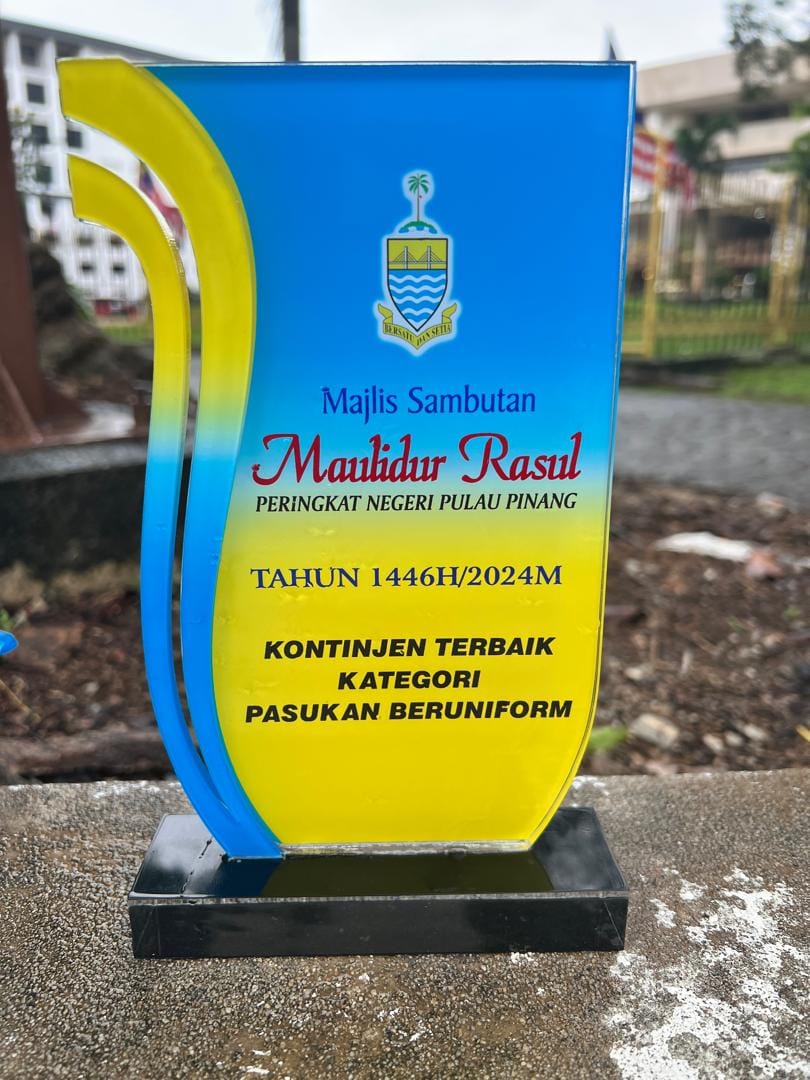 BERSATU DAN SETIA
Majlis Sambutan
Maulidur Rasul
PERINGKAT NEGERI PULAU PINANG
TAHUN 1446H/2024M
KONTINJEN TERBAIK
KATEGORI
PASUKAN BERUNIFORM